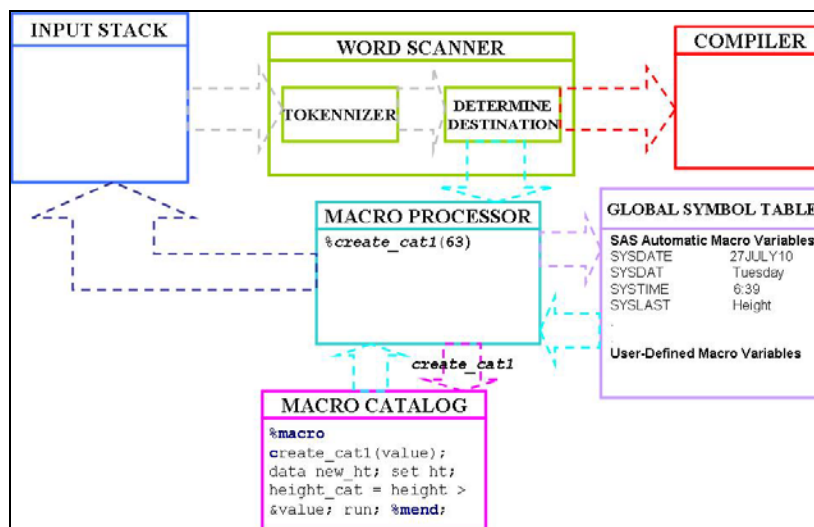 INPUT STACK
WORD SCANNER
COMPILER
TOKENNIZER
DETERMINE
DESTINATION
MACRO PROCESSOR
%create_cat1(63)
GLOBAL SYMBOL TABLE
SAS Automatic Macro Variables
SYSDATE 27JULY10
SYSDAT Tuesday
SYSTIME 6:39
SYSLAST Height
.
.
User-Defined Macro Variables
create_cat1
MACRO CATALOG
%macro
create_cat1(value);
data new_ht; set ht;
height_cat = height >
&value; run; %mend;